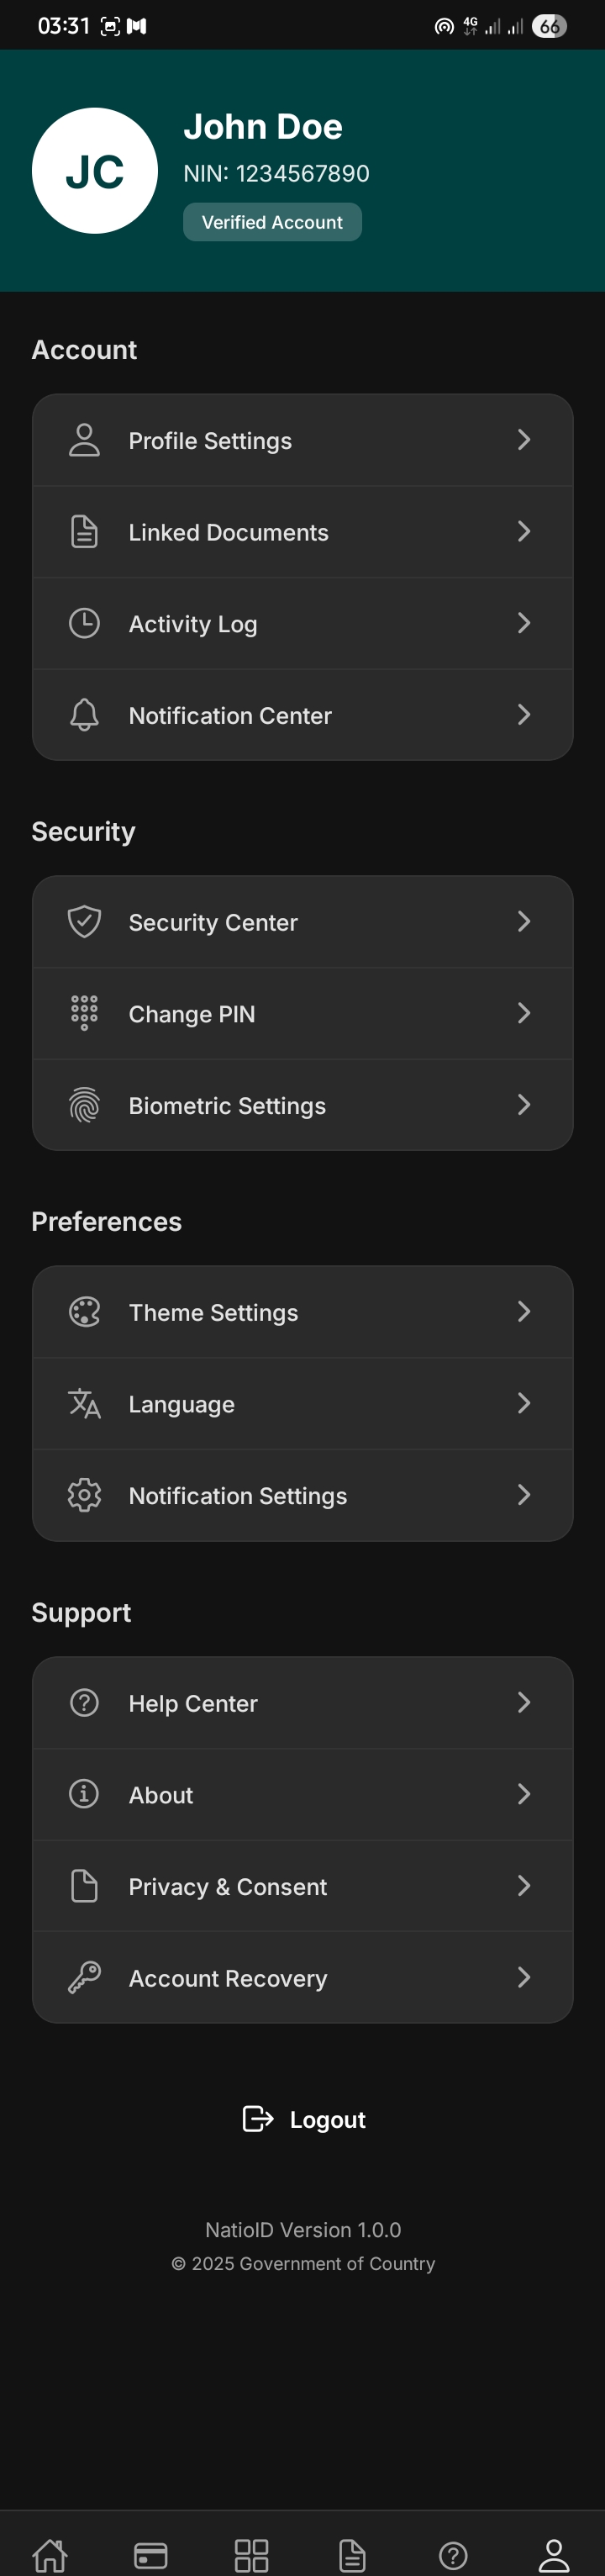 03:31
4G
66
JC
John Doe
NIN: 1234567890
Verified Account
Account
Profile Settings
Linked Documents
Activity Log
Notification Center
Security
Security Center
Change PIN
Biometric Settings
Preferences
Theme Settings
Language
Notification Settings
Support
Help Center
About
Privacy & Consent
Account Recovery
Logout
NatioID Version 1.0.0
© 2025 Government of Country